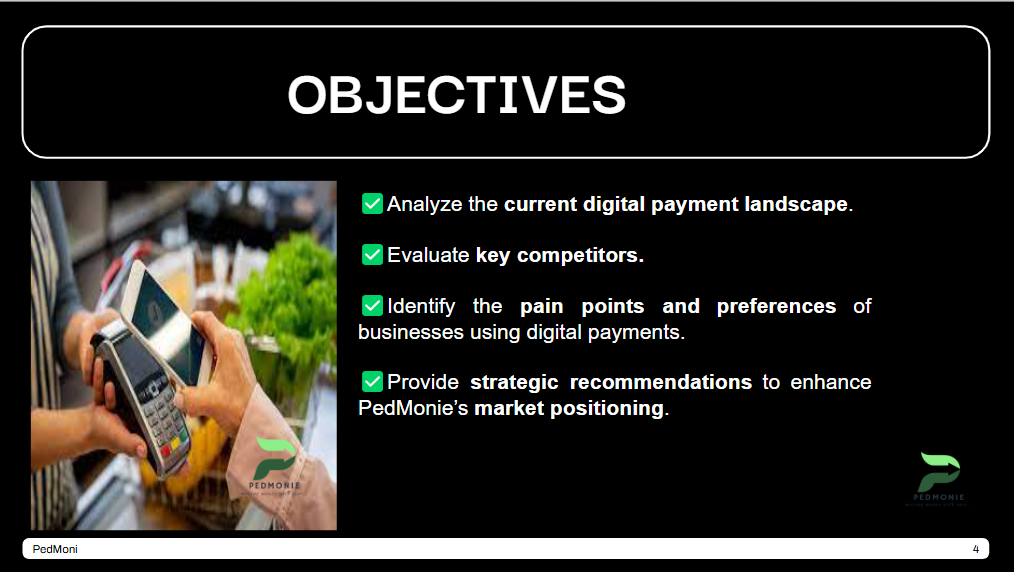 OBJECTIVES
✅Analyze the current digital payment landscape.
✅Evaluate key competitors.
✅Identify the pain points and preferences of
businesses using digital payments.
✅Provide strategic recommendations to enhance
PedMonie’s market positioning.
PEDMONIE
PEDMONIE
PedMoni
4